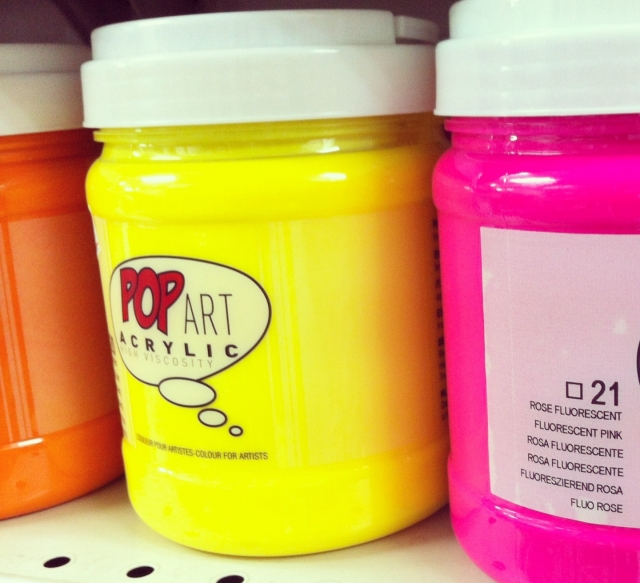 POP ART
ACRYLIC
HIGH VISCOSITY
COULEUR POUR ARTISTES-COLOUR FOR ARTISTS
21
ROSE FLUORESCENT
FLUORESCENT PINK
ROSA FLUORESCENTE
ROSA FLUORESCENTE
FLUORESZIEREND ROSA
FLUO ROSE